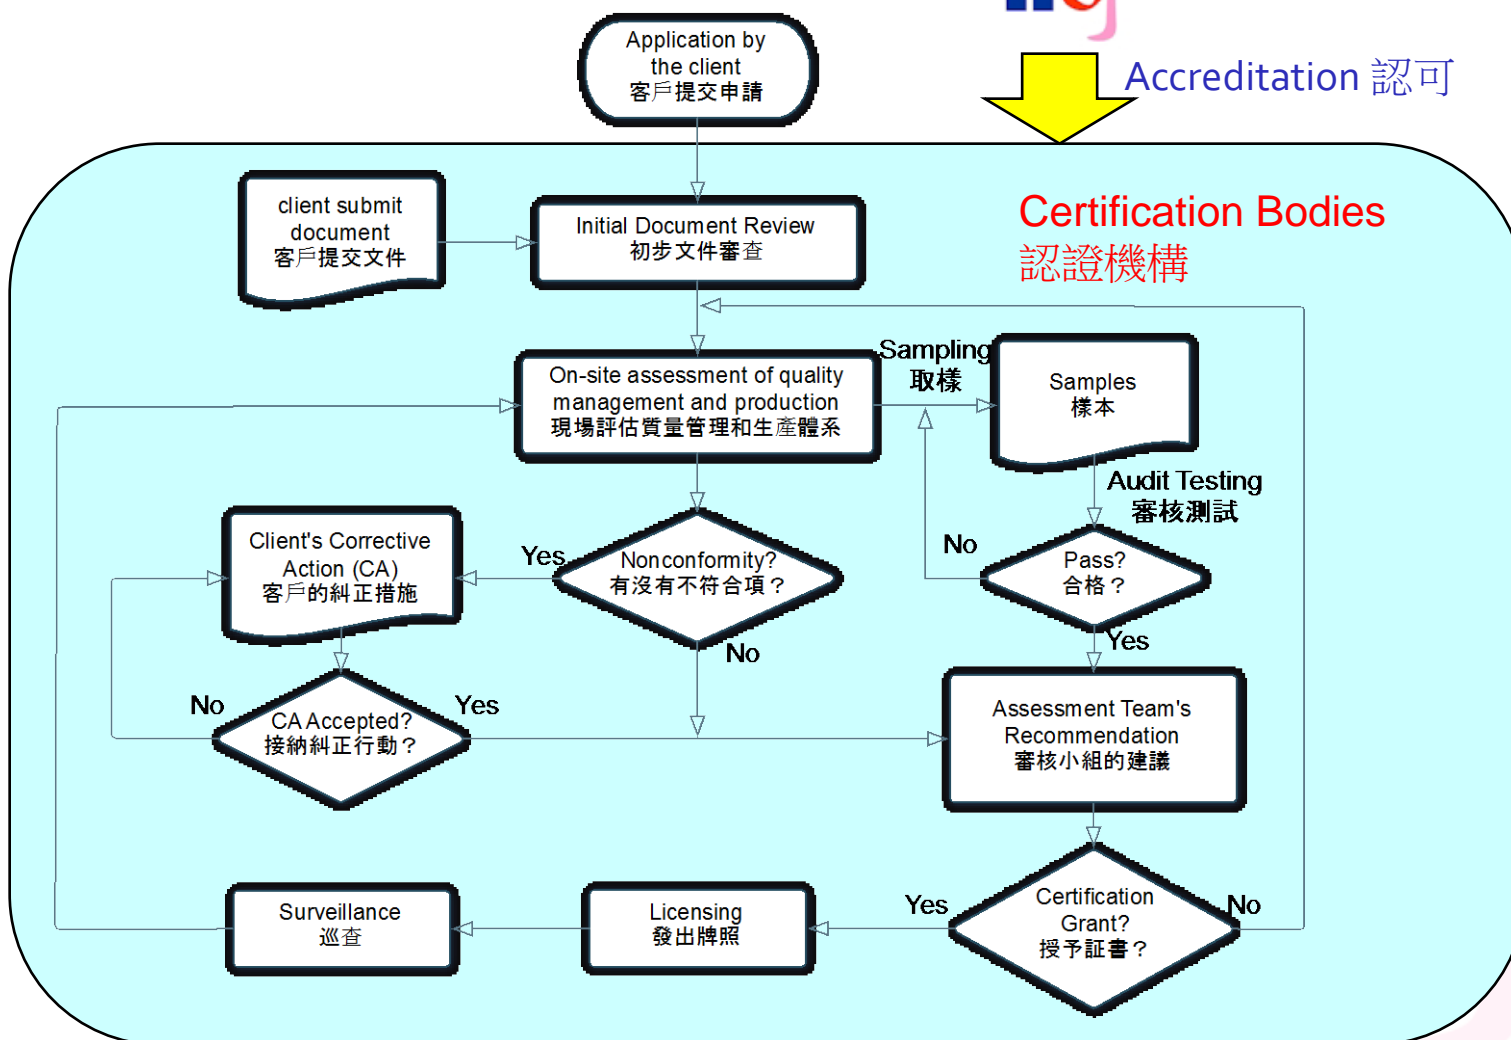 Application by
the client
客戶提交申請
Accreditation 認可
client submit
document
客戶提交文件
Initial Document Review
初步文件審查
Certification Bodies
認證機構
On-site assessment of quality
management and production
現場評估質量管理和生產體系
Sampling
取樣
Samples
樣本
Audit Testing
審核測試
Client's Corrective
Action (CA)
客戶的糾正措施
Yes
Nonconformity?
有沒有不符合項？
No
Pass?
合格？
No
Yes
No
CA Accepted?
接納糾正行動？
Yes
Assessment Team's
Recommendation
審核小組的建議
Surveillance
巡查
Licensing
發出牌照
Yes
Certification
Grant?
授予証書？
No